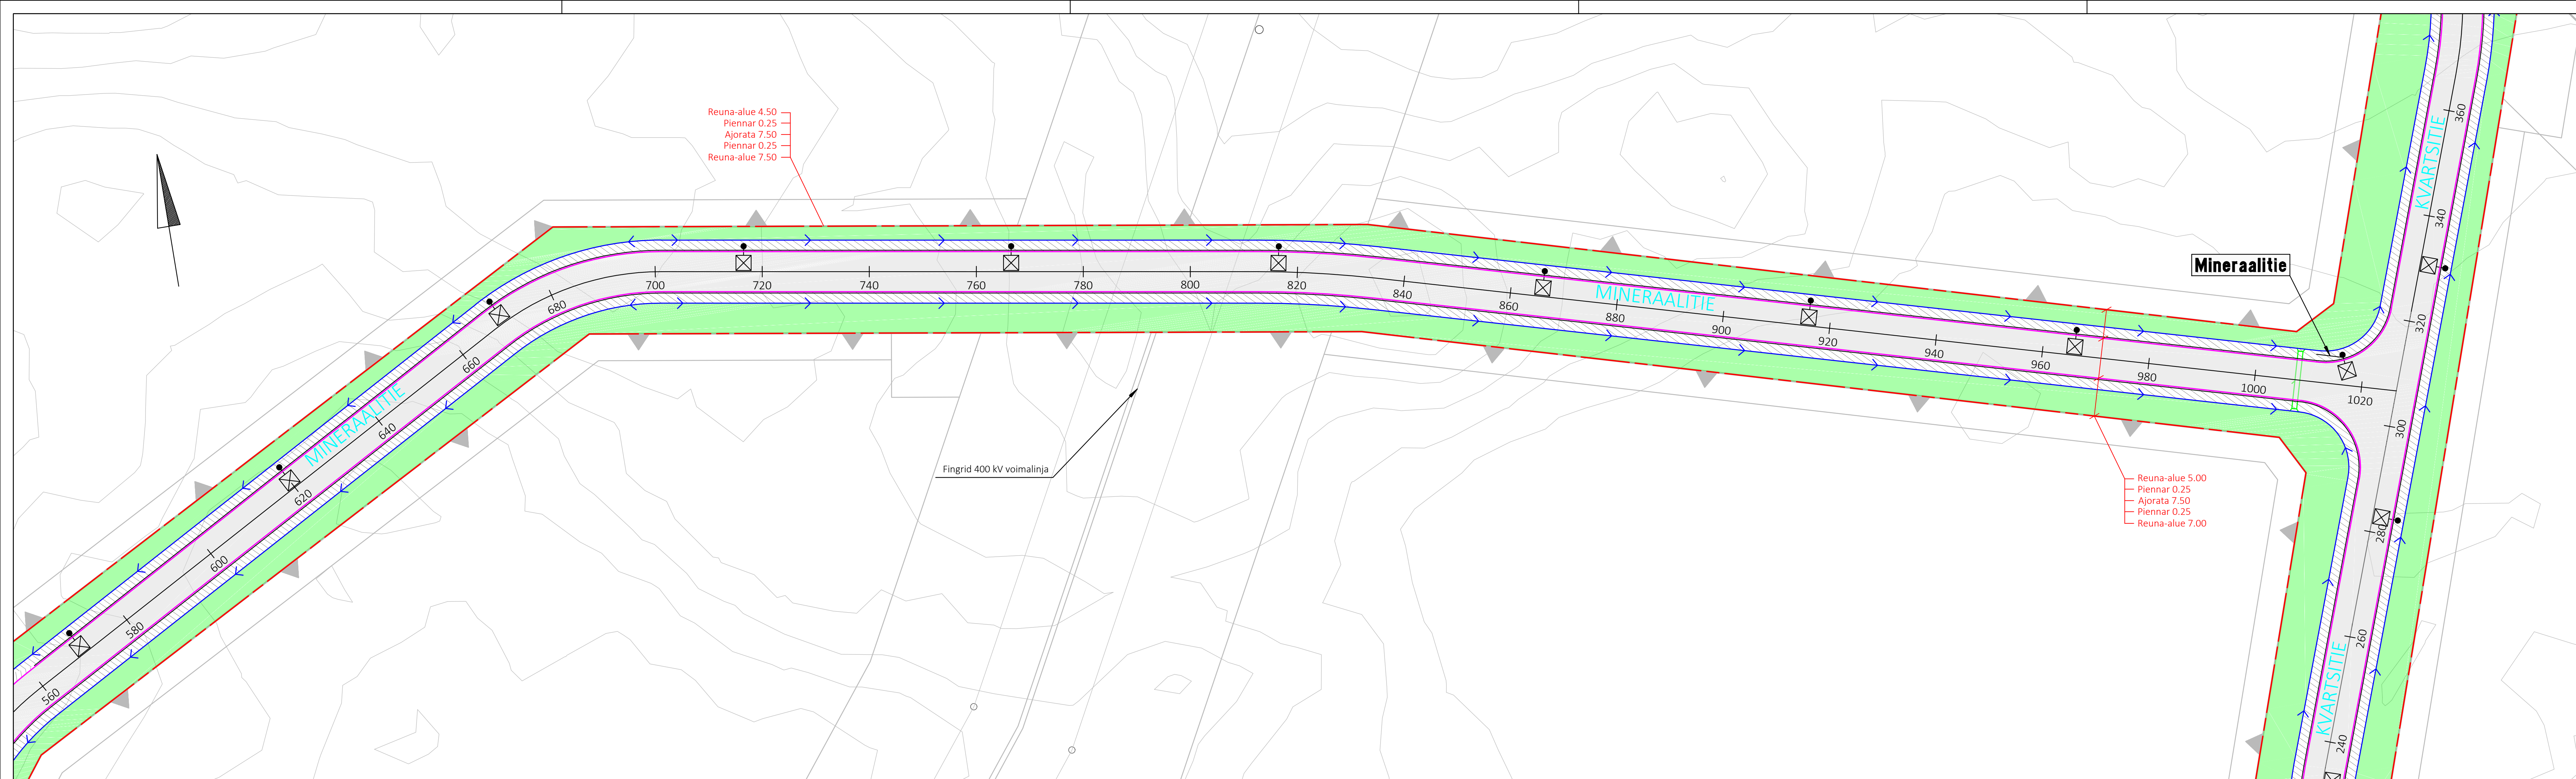 Reuna-alue 4.50
Piennar 0.25
Ajorata 7.50
Piennar 0.25
Reuna-alue 7.50
360
KVARTSITIE
340
320
300
280
260
KVARTSITIE
240
Mineraalitie
560
580
600
620
640
660
680
700
720
740
760
780
800
820
840
860
880
900
920
940
960
980
1000
1020
MINERAALITIE
MINERAALITIE
Fingrid 400 kV voimalinja
Reuna-alue 5.00
Piennar 0.25
Ajorata 7.50
Piennar 0.25
Reuna-alue 7.00